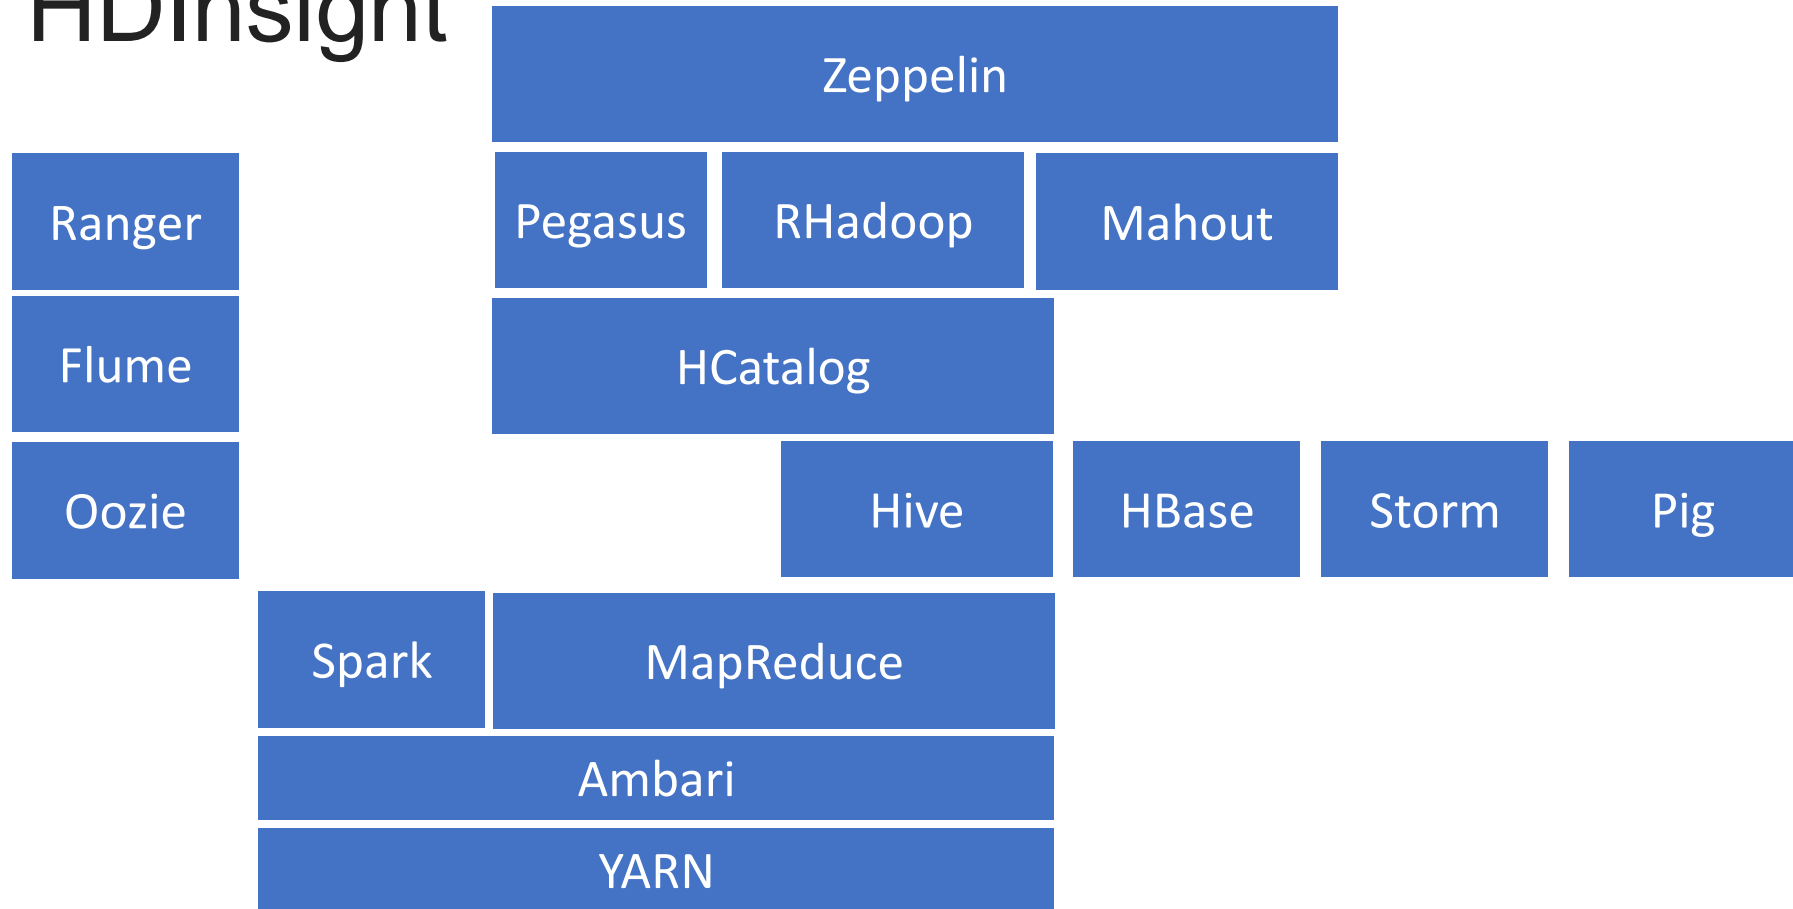 HDInsight
Zeppelin
Ranger
Pegasus
RHadoop
Mahout
Flume
HCatalog
Oozie
Hive
HBase
Storm
Pig
Spark
MapReduce
Ambari
YARN